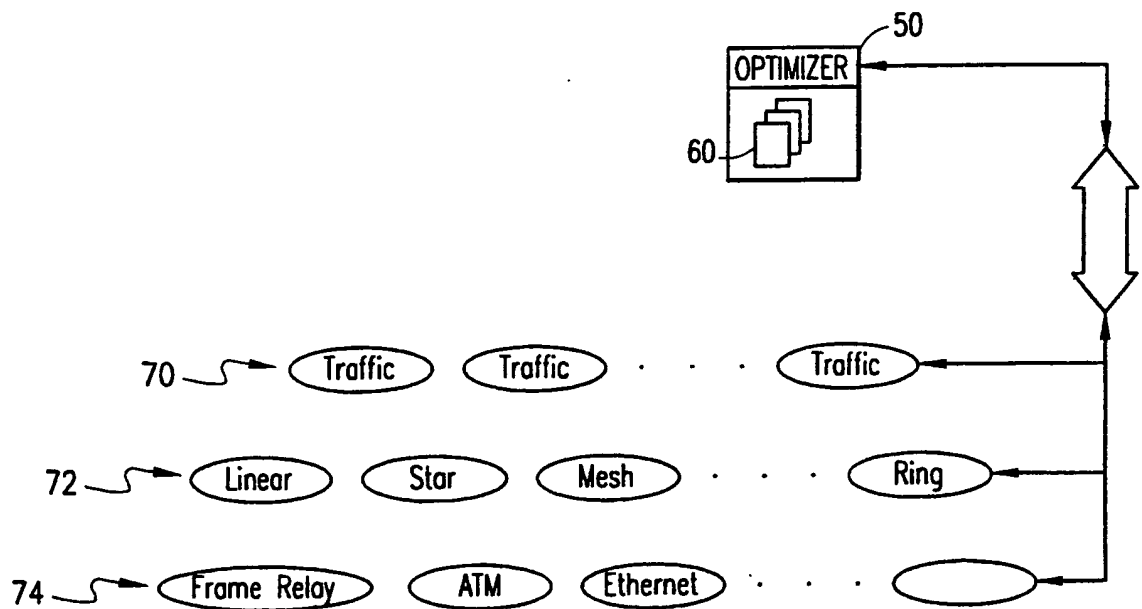 50
OPTIMIZER
60
70 Traffic Traffic · · · Traffic
72 Linear Star Mesh · · · Ring
74 Frame Relay ATM Ethernet · · ·